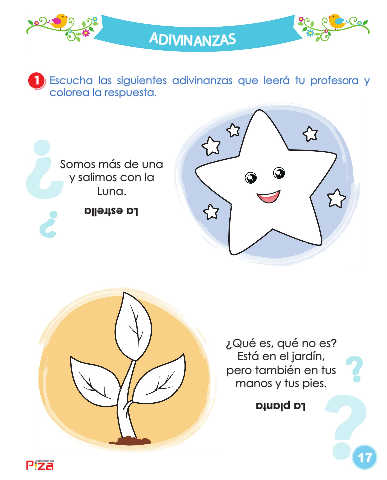 ADIVINANZAS
1 Escucha las siguientes adivinanzas que leerá tu profesora y
colorea la respuesta.
¿
Somos más de una
y salimos con la
Luna.
¿
La estrella
¿Qué es, qué no es?
Está en el jardín,
pero también en tus
manos y tus pies.
?
La planta
?
PIZA
17